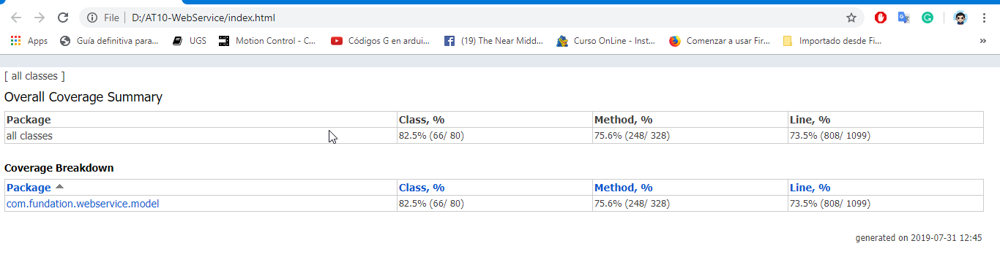 File | D:/AT10-WebService/index.html
Apps Guía definitiva para... UGS Motion Control - C... Códigos G en ardui... (19) The Near Midd... Curso OnLine - Inst... Comenzar a usar Fir... Importado desde Fi... »
[ all classes ]
Overall Coverage Summary
Package Class, % Method, % Line, %
all classes 82.5% (66/ 80) 75.6% (248/ 328) 73.5% (808/ 1099)
Coverage Breakdown
Package Class, % Method, % Line, %
com.fundation.webservice.model 82.5% (66/ 80) 75.6% (248/ 328) 73.5% (808/ 1099)
generated on 2019-07-31 12:45